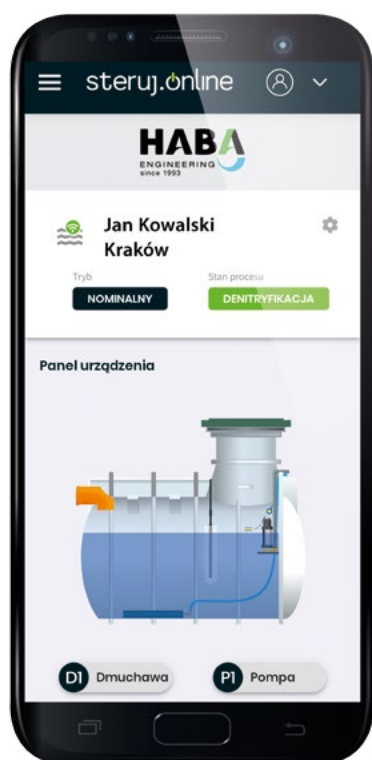 steruj.online
HABA
ENGINEERING
since 1993
Jan Kowalski
Kraków
Tryb
Stan procesu
NOMINALNY
DENITRYFIKACJA
Panel urządzenia
D1 Dmuchawa
P1 Pompa